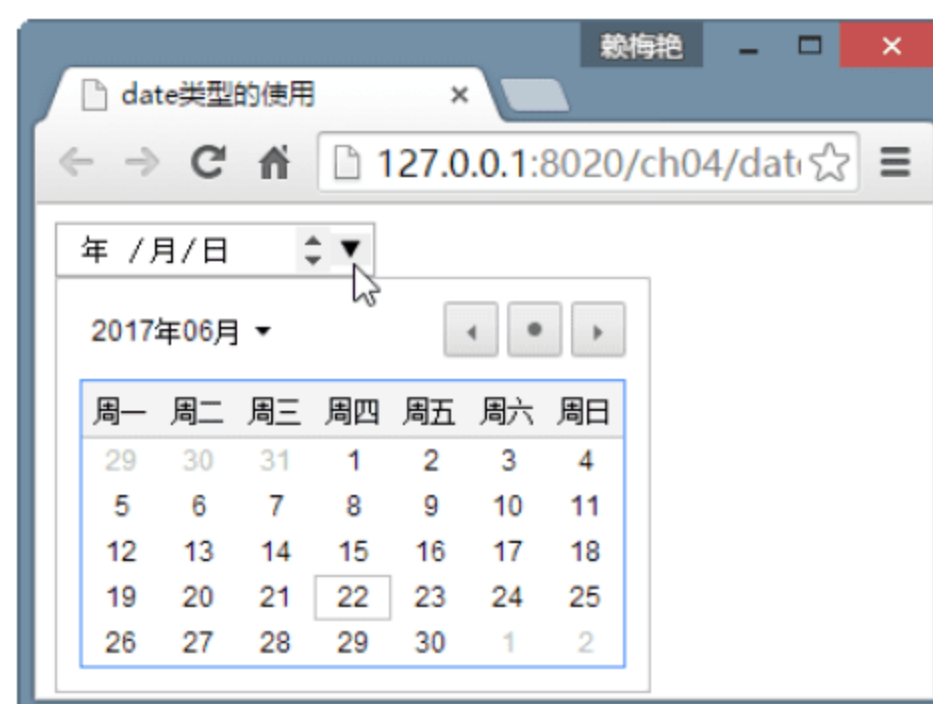 赖梅艳
date类型的使用
127.0.0.1:8020/ch04/dat
年 /月/日
2017年06月
周一 周二 周三 周四 周五 周六 周日
29 30 31 1 2 3 4
5 6 7 8 9 10 11
12 13 14 15 16 17 18
19 20 21 22 23 24 25
26 27 28 29 30 1 2